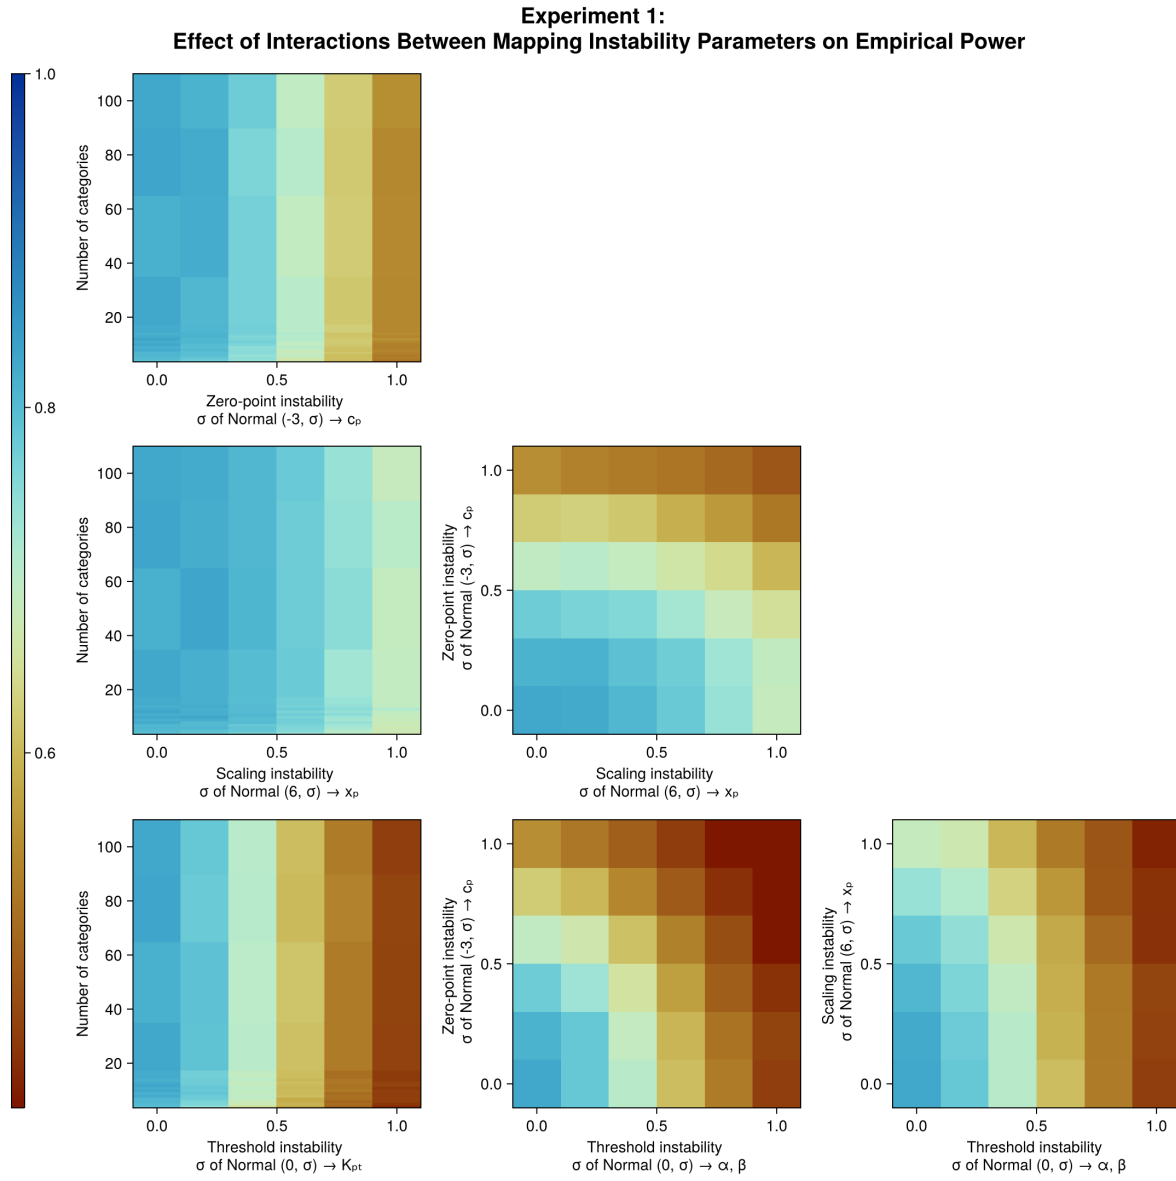 Experiment 1:
Effect of Interactions Between Mapping Instability Parameters on Empirical Power
1.0
0.8
0.6
Number of categories
100
80
60
40
20
0.0 0.5 1.0
Zero-point instability
σ of Normal (-3, σ) → cₚ
Number of categories
100
80
60
40
20
0.0 0.5 1.0
Scaling instability
σ of Normal (6, σ) → xₚ
Zero-point instability
σ of Normal (-3, σ) → cₚ
1.0
0.5
0.0
0.0 0.5 1.0
Scaling instability
σ of Normal (6, σ) → xₚ
Number of categories
100
80
60
40
20
0.0 0.5 1.0
Threshold instability
σ of Normal (0, σ) → Kₚₜ
Zero-point instability
σ of Normal (-3, σ) → cₚ
1.0
0.5
0.0
0.0 0.5 1.0
Threshold instability
σ of Normal (0, σ) → α, β
Scaling instability
σ of Normal (6, σ) → xₚ
1.0
0.5
0.0
0.0 0.5 1.0
Threshold instability
σ of Normal (0, σ) → α, β